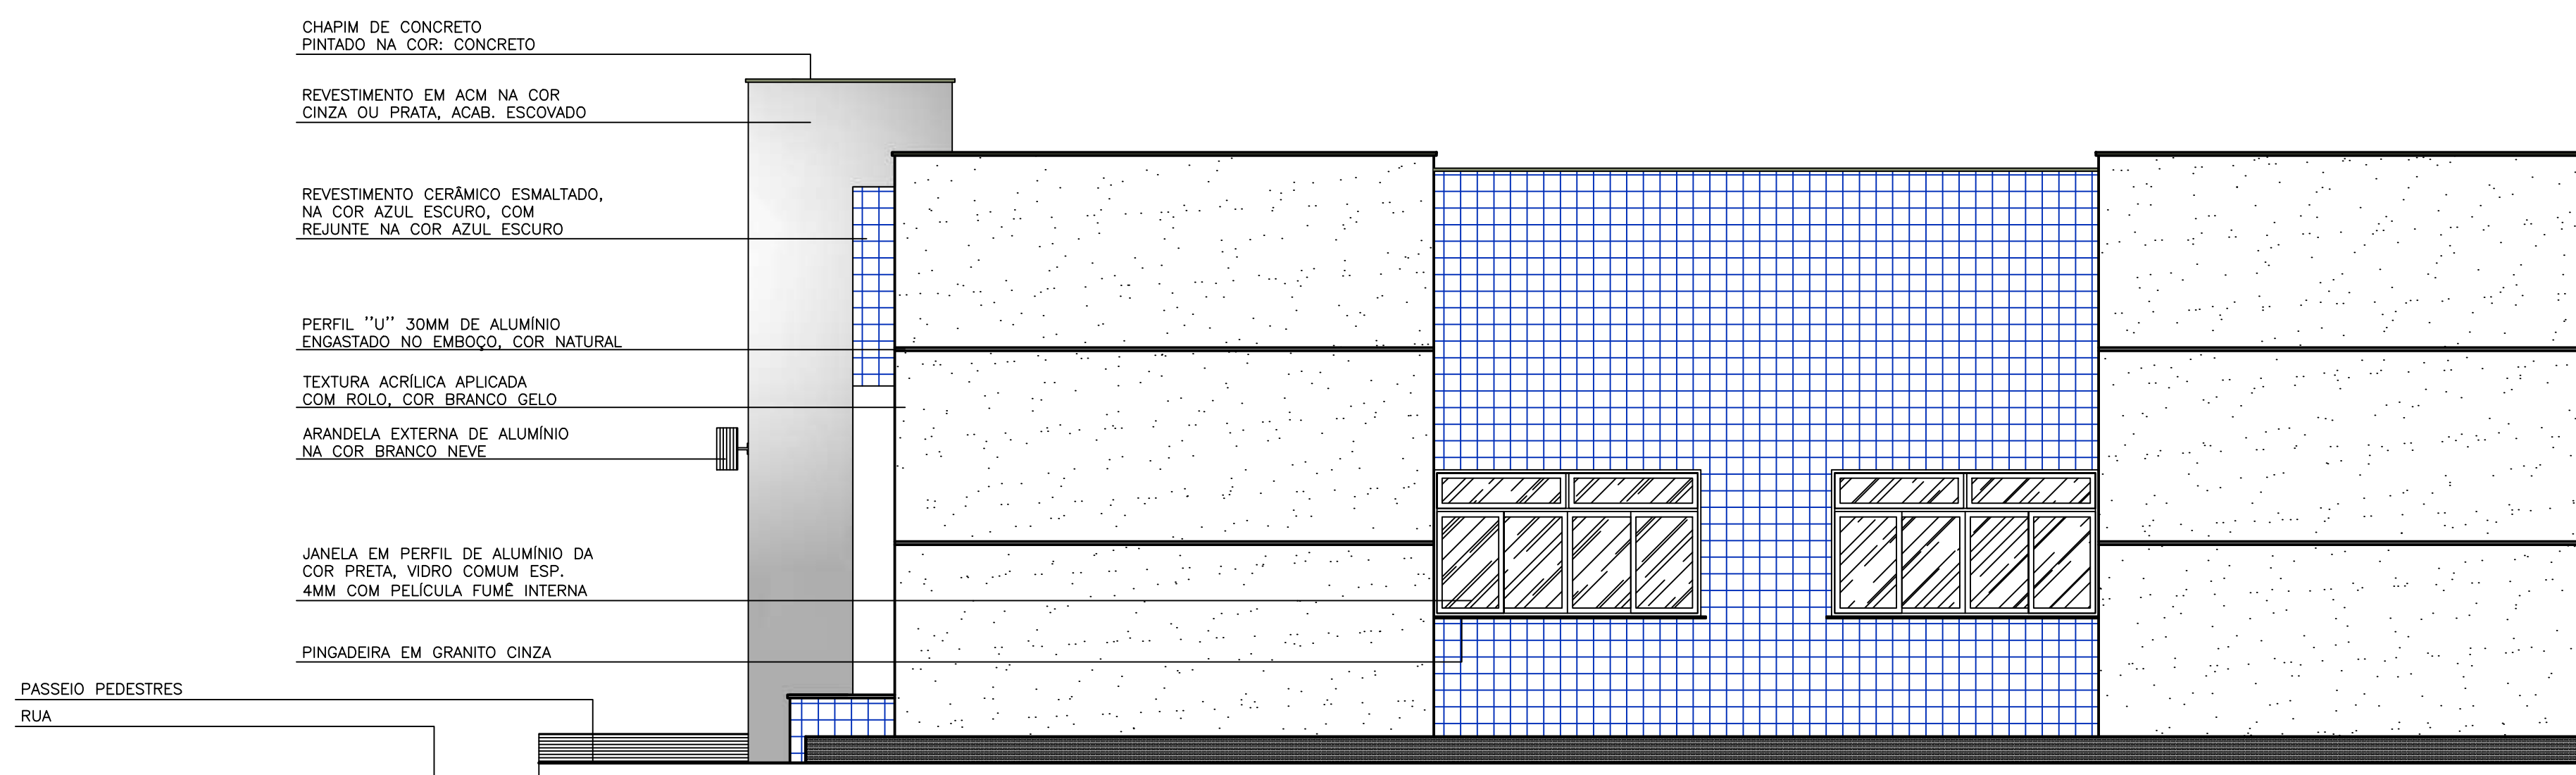 CHAPIM DE CONCRETO
PINTADO NA COR: CONCRETO
REVESTIMENTO EM ACM NA COR
CINZA OU PRATA, ACAB. ESCOVADO
REVESTIMENTO CERÂMICO ESMALTADO,
NA COR AZUL ESCURO, COM
REJUNTE NA COR AZUL ESCURO
PERFIL ''U'' 30MM DE ALUMÍNIO
ENGASTADO NO EMBOÇO, COR NATURAL
TEXTURA ACRÍLICA APLICADA
COM ROLO, COR BRANCO GELO
ARANDELA EXTERNA DE ALUMÍNIO
NA COR BRANCO NEVE
JANELA EM PERFIL DE ALUMÍNIO DA
COR PRETA, VIDRO COMUM ESP.
4MM COM PELÍCULA FUMÊ INTERNA
PINGADEIRA EM GRANITO CINZA
PASSEIO PEDESTRES
RUA